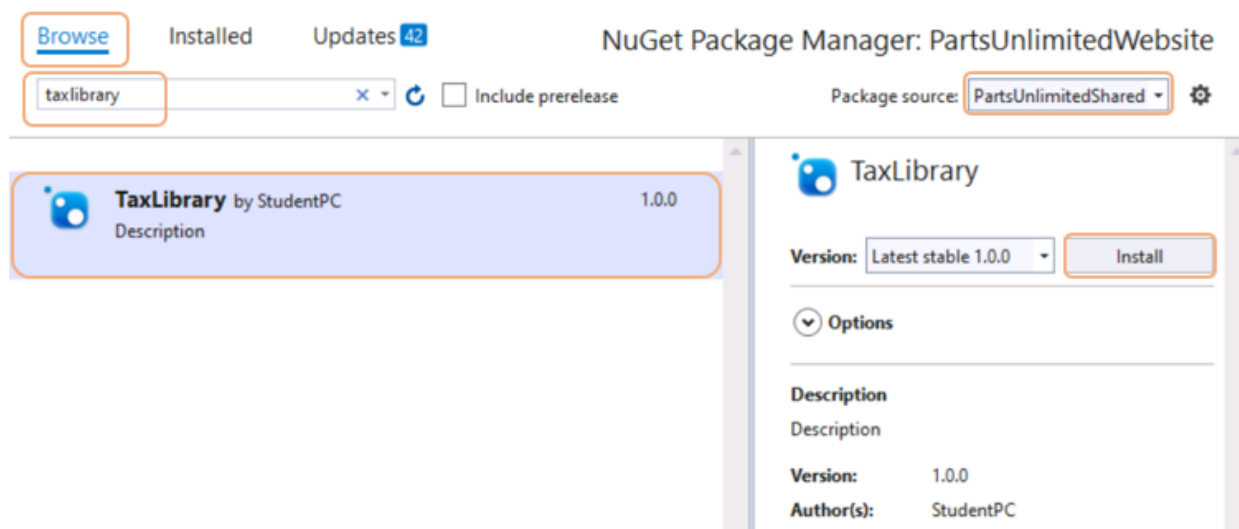 Browse Installed Updates 42
NuGet Package Manager: PartsUnlimitedWebsite
taxlibrary
Include prerelease
Package source: PartsUnlimitedShared
TaxLibrary by StudentPC 1.0.0
Description
TaxLibrary
Version: Latest stable 1.0.0 Install
Options
Description
Description
Version: 1.0.0
Author(s): StudentPC